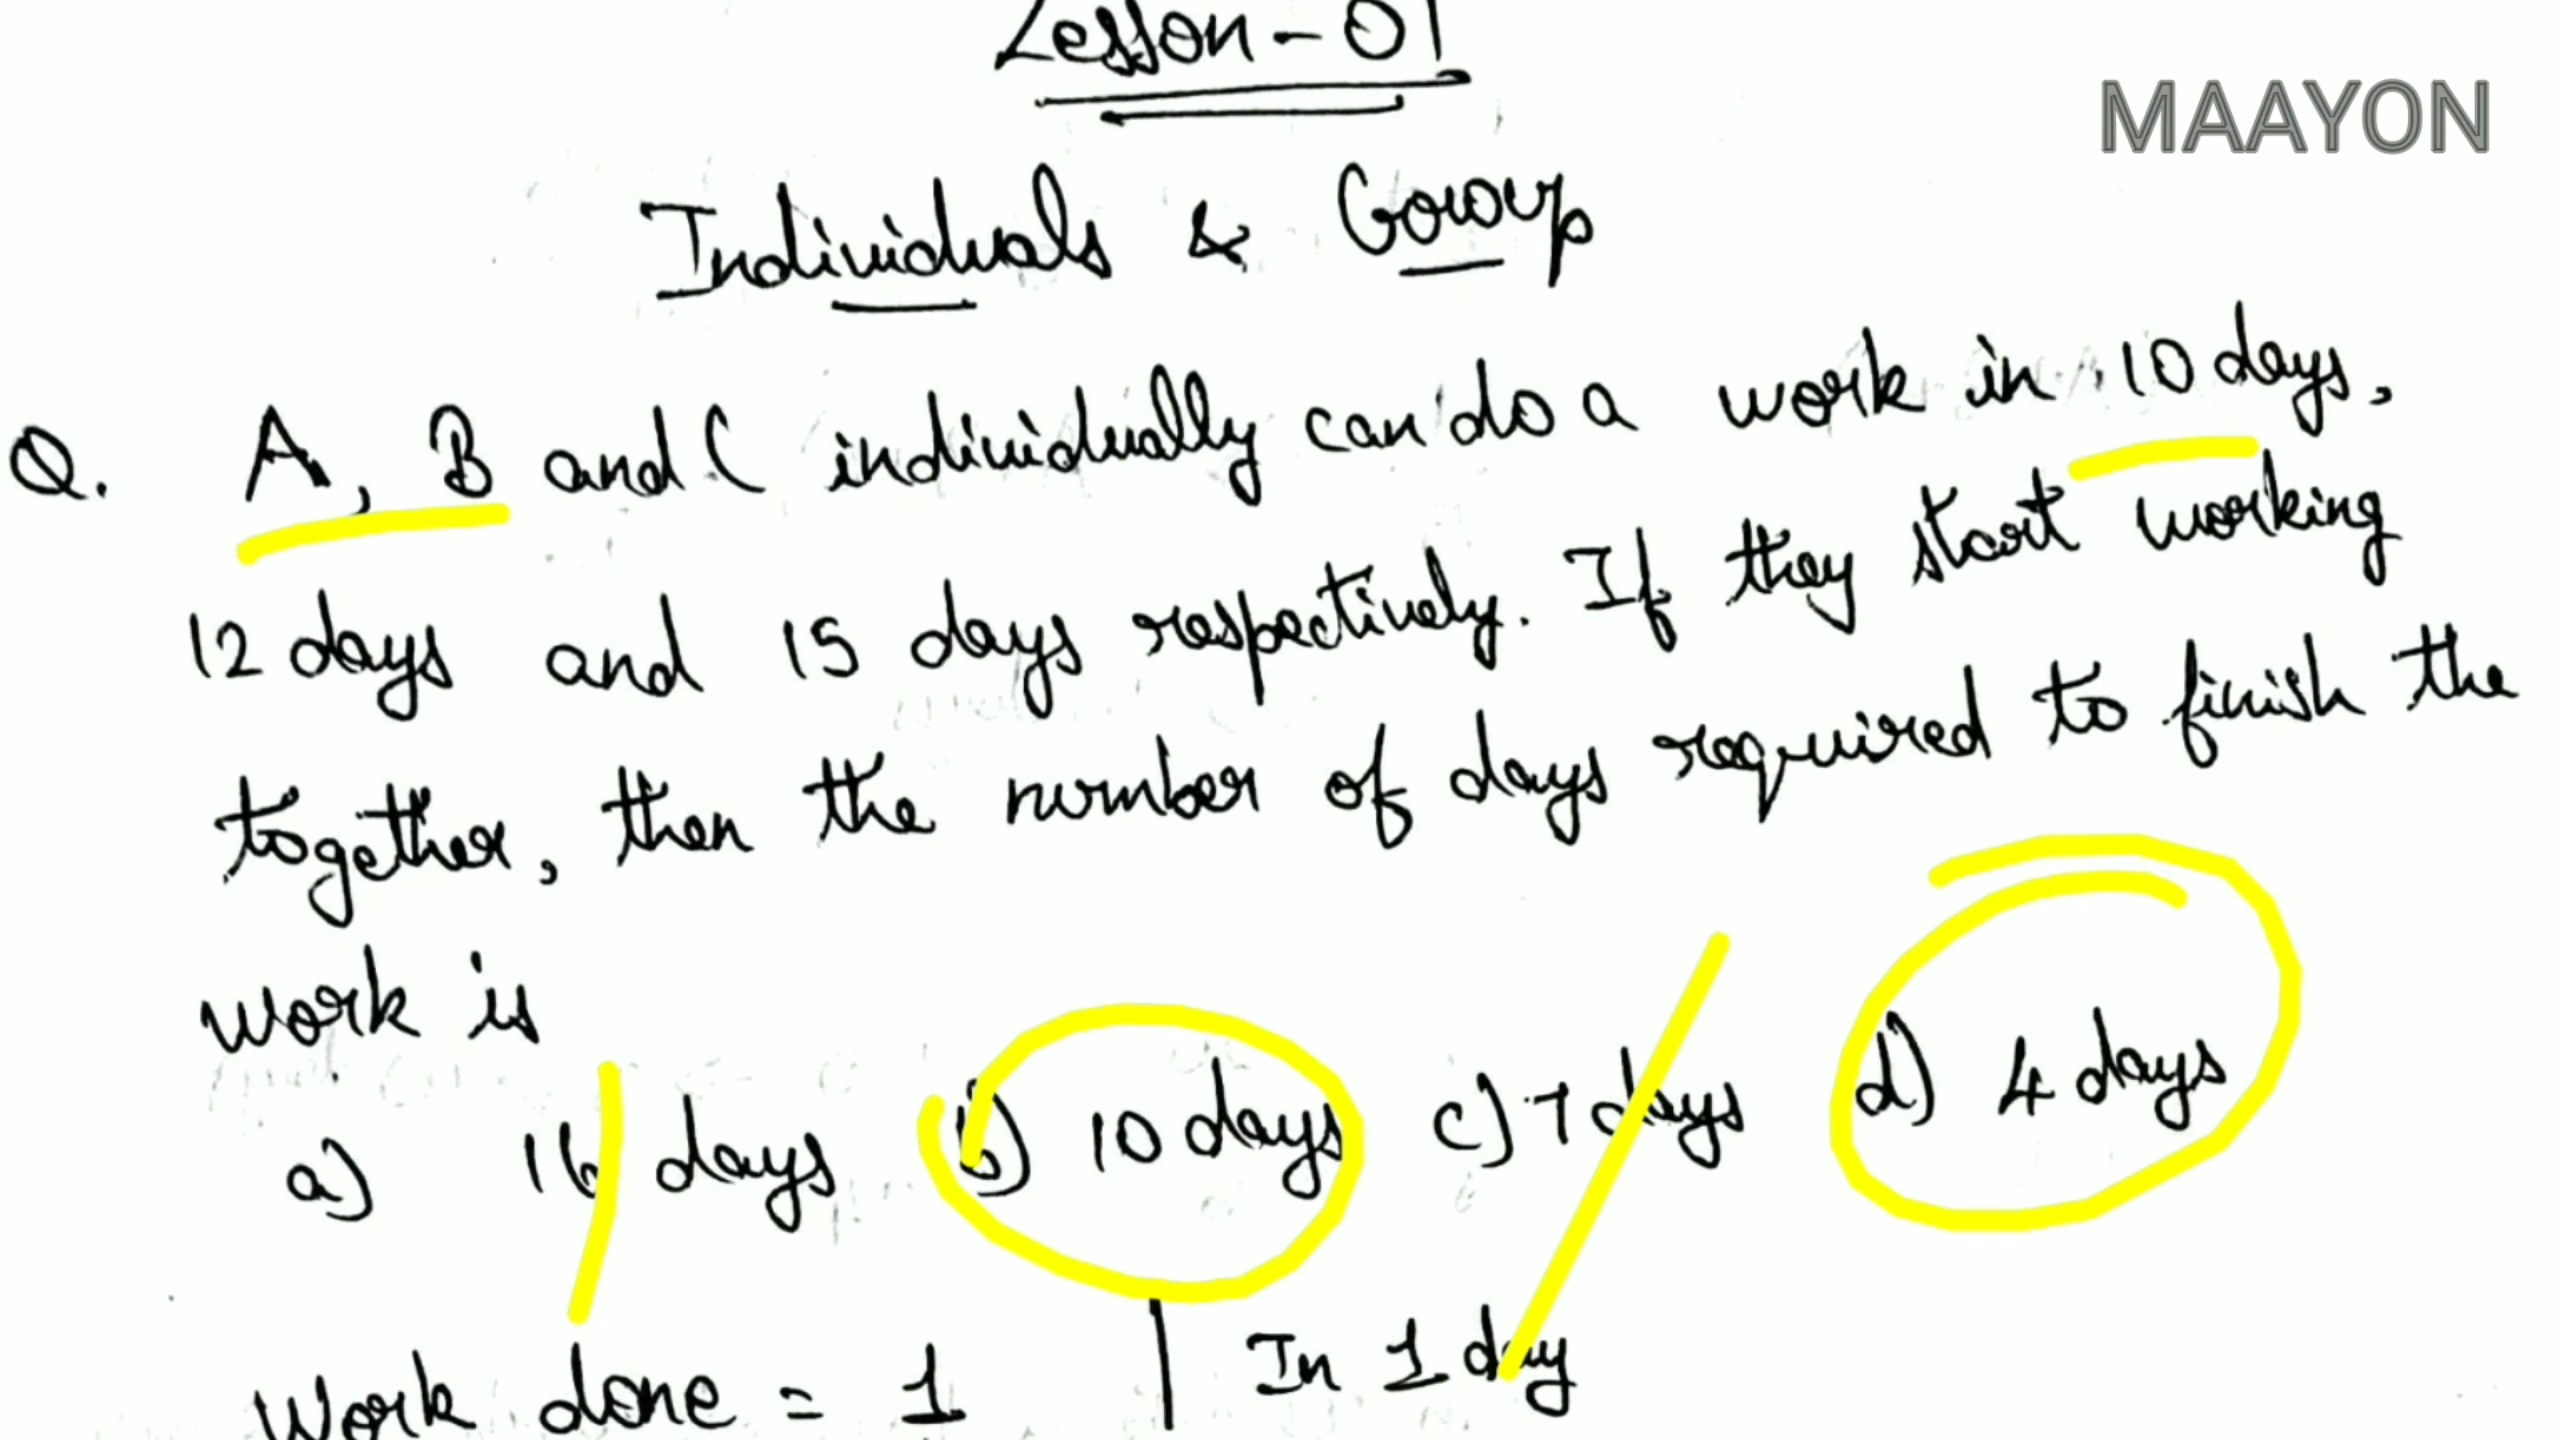 Lesson - 01
MAAYON
Individuals & Group
Q. A, B and C individually can do a work in 10 days,
12 days and 15 days respectively. If they start working
together, then the number of days required to finish the
work is
a) 16 days b) 10 days c) 7 days d) 4 days
Work done = 1 | In 1 day